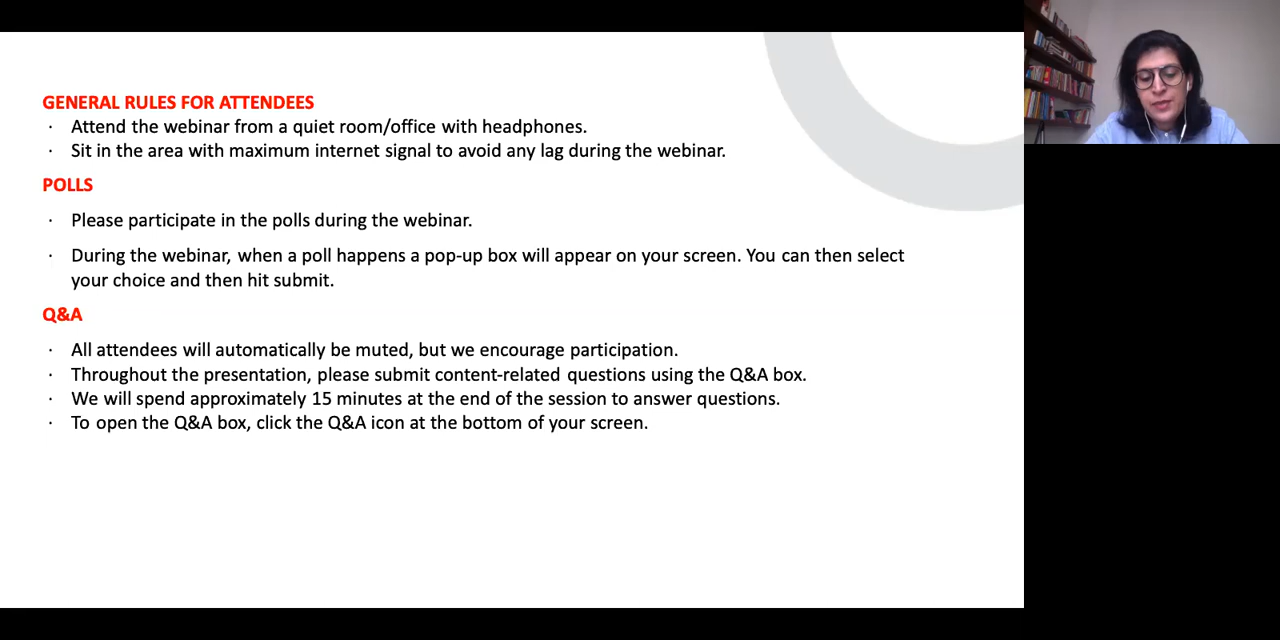 GENERAL RULES FOR ATTENDEES
· Attend the webinar from a quiet room/office with headphones.
· Sit in the area with maximum internet signal to avoid any lag during the webinar.
POLLS
· Please participate in the polls during the webinar.
· During the webinar, when a poll happens a pop-up box will appear on your screen. You can then select
your choice and then hit submit.
Q&A
· All attendees will automatically be muted, but we encourage participation.
· Throughout the presentation, please submit content-related questions using the Q&A box.
· We will spend approximately 15 minutes at the end of the session to answer questions.
· To open the Q&A box, click the Q&A icon at the bottom of your screen.